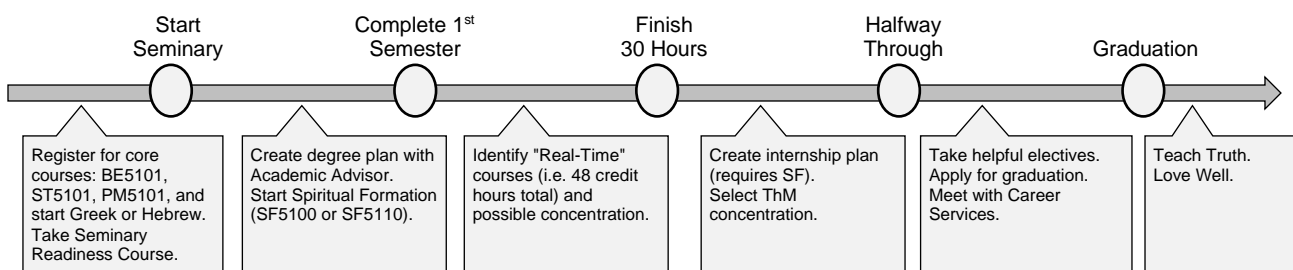 Start
Seminary
Complete 1st
Semester
Finish
30 Hours
Halfway
Through
Graduation
Register for core
courses: BE5101,
ST5101, PM5101, and
start Greek or Hebrew.
Take Seminary
Readiness Course.
Create degree plan with
Academic Advisor.
Start Spiritual Formation
(SF5100 or SF5110).
Identify "Real-Time"
courses (i.e. 48 credit
hours total) and
possible concentration.
Create internship plan
(requires SF).
Select ThM
concentration.
Take helpful electives.
Apply for graduation.
Meet with Career
Services.
Teach Truth.
Love Well.